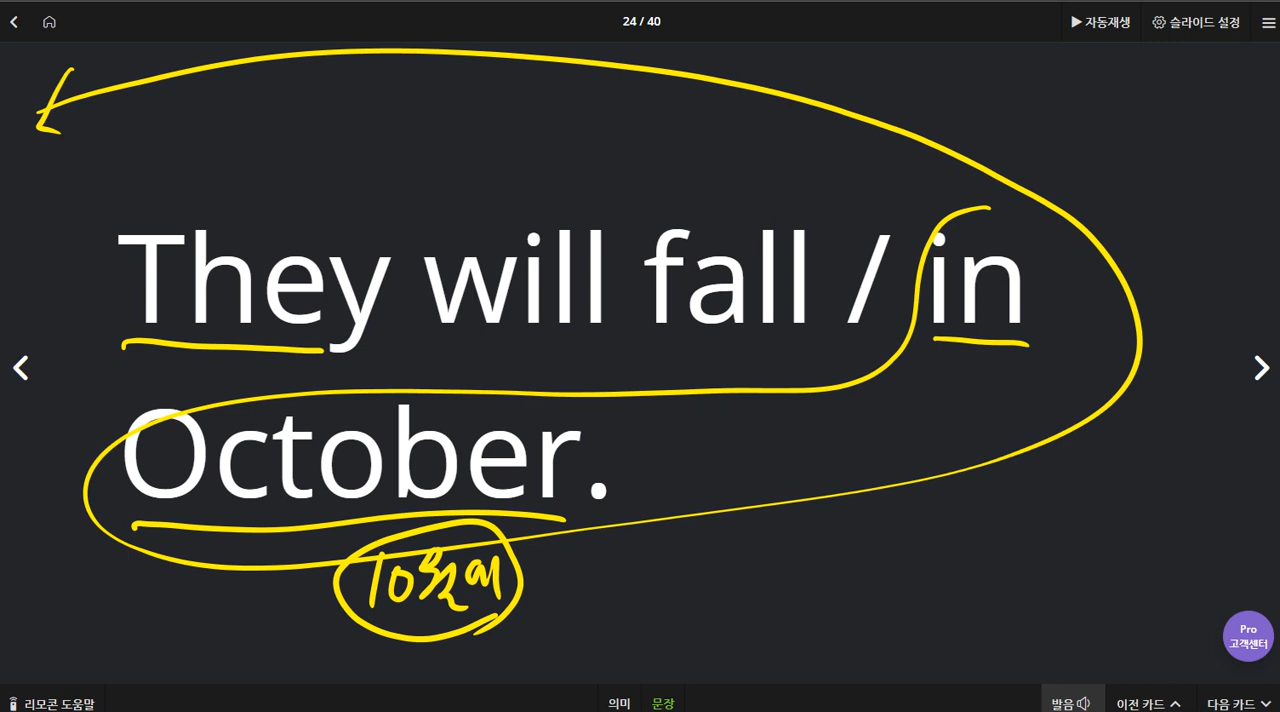 24 / 40
자동재생
슬라이드 설정
They will fall / in
October.
10월에
Pro
고객센터
리모콘 도움말
의미
문장
발음
이전 카드
다음 카드